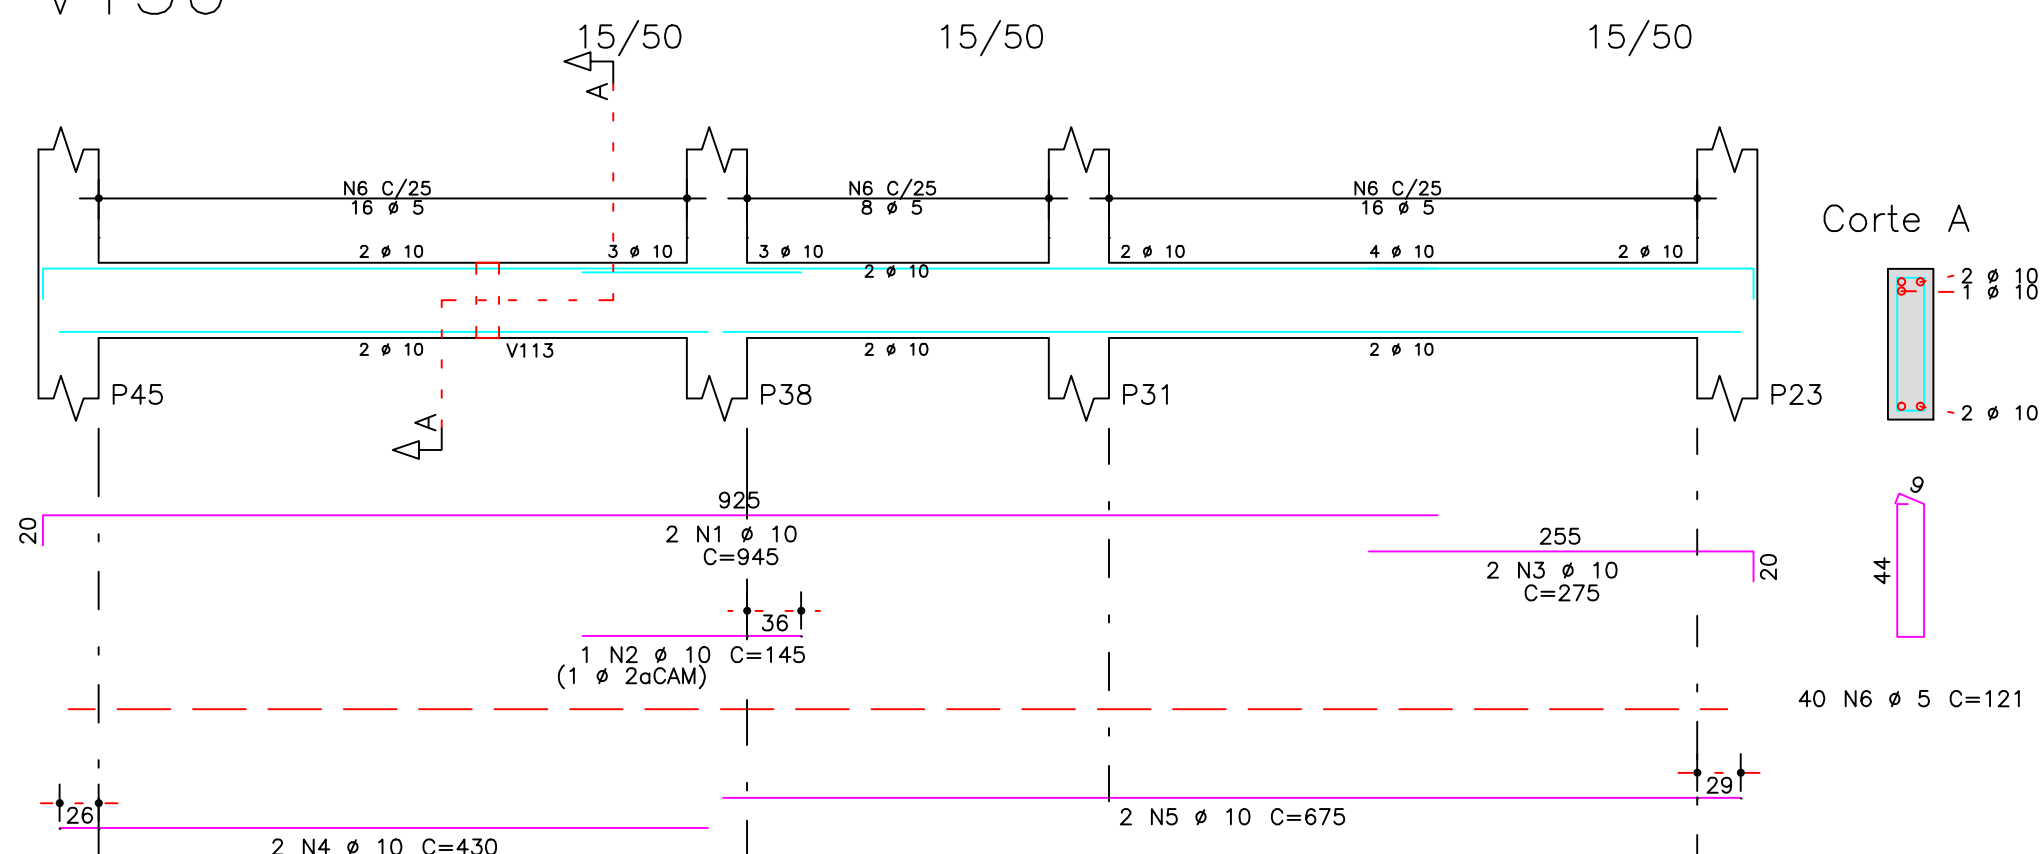 15/50
15/50
15/50
A
N6 C/25
16 ø 5
N6 C/25
8 ø 5
N6 C/25
16 ø 5
Corte A
2 ø 10
3 ø 10
3 ø 10
2 ø 10
2 ø 10
4 ø 10
2 ø 10
2 ø 10
1 ø 10
2 ø 10
V113
2 ø 10
2 ø 10
P45
P38
P31
P23
2 ø 10
A
925
20
2 N1 ø 10
C=945
255
2 N3 ø 10
C=275
20
9
44
36
1 N2 ø 10 C=145
(1 ø 2aCAM)
40 N6 ø 5 C=121
29
26
2 N5 ø 10 C=675
2 N4 ø 10 C=430